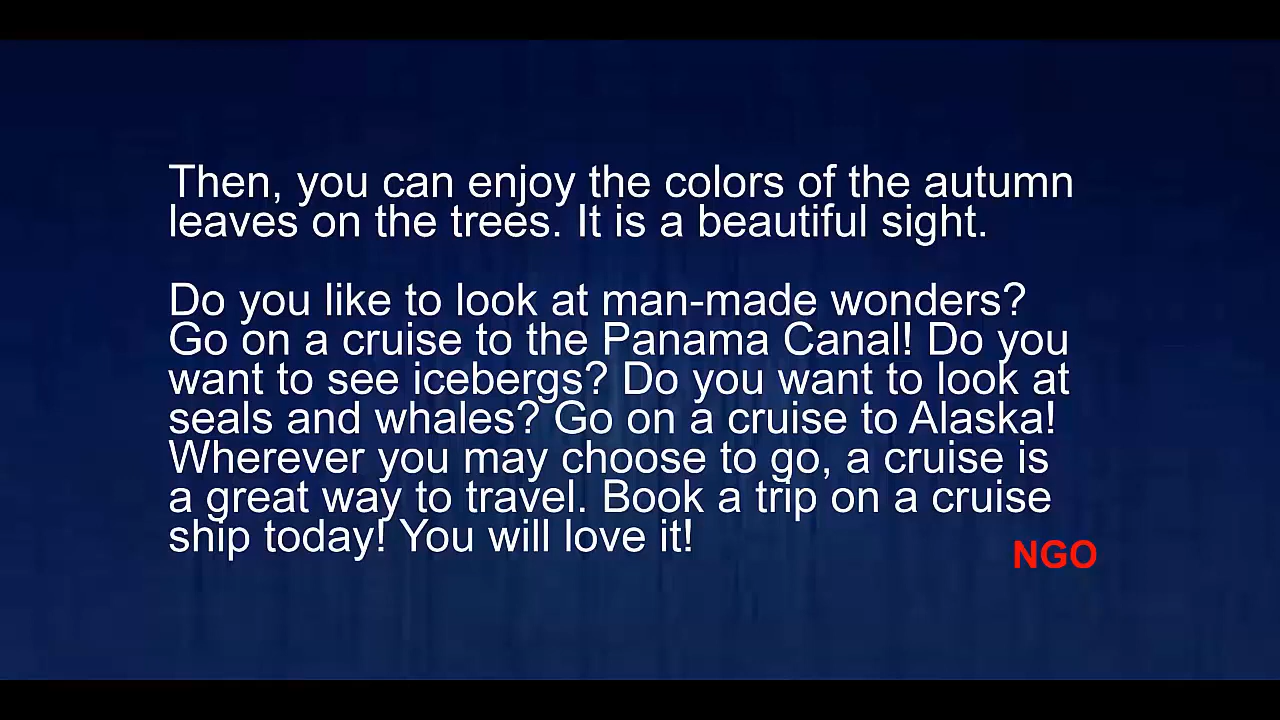 Then, you can enjoy the colors of the autumn
leaves on the trees. It is a beautiful sight.
Do you like to look at man-made wonders?
Go on a cruise to the Panama Canal! Do you
want to see icebergs? Do you want to look at
seals and whales? Go on a cruise to Alaska!
Wherever you may choose to go, a cruise is
a great way to travel. Book a trip on a cruise
ship today! You will love it!
NGO